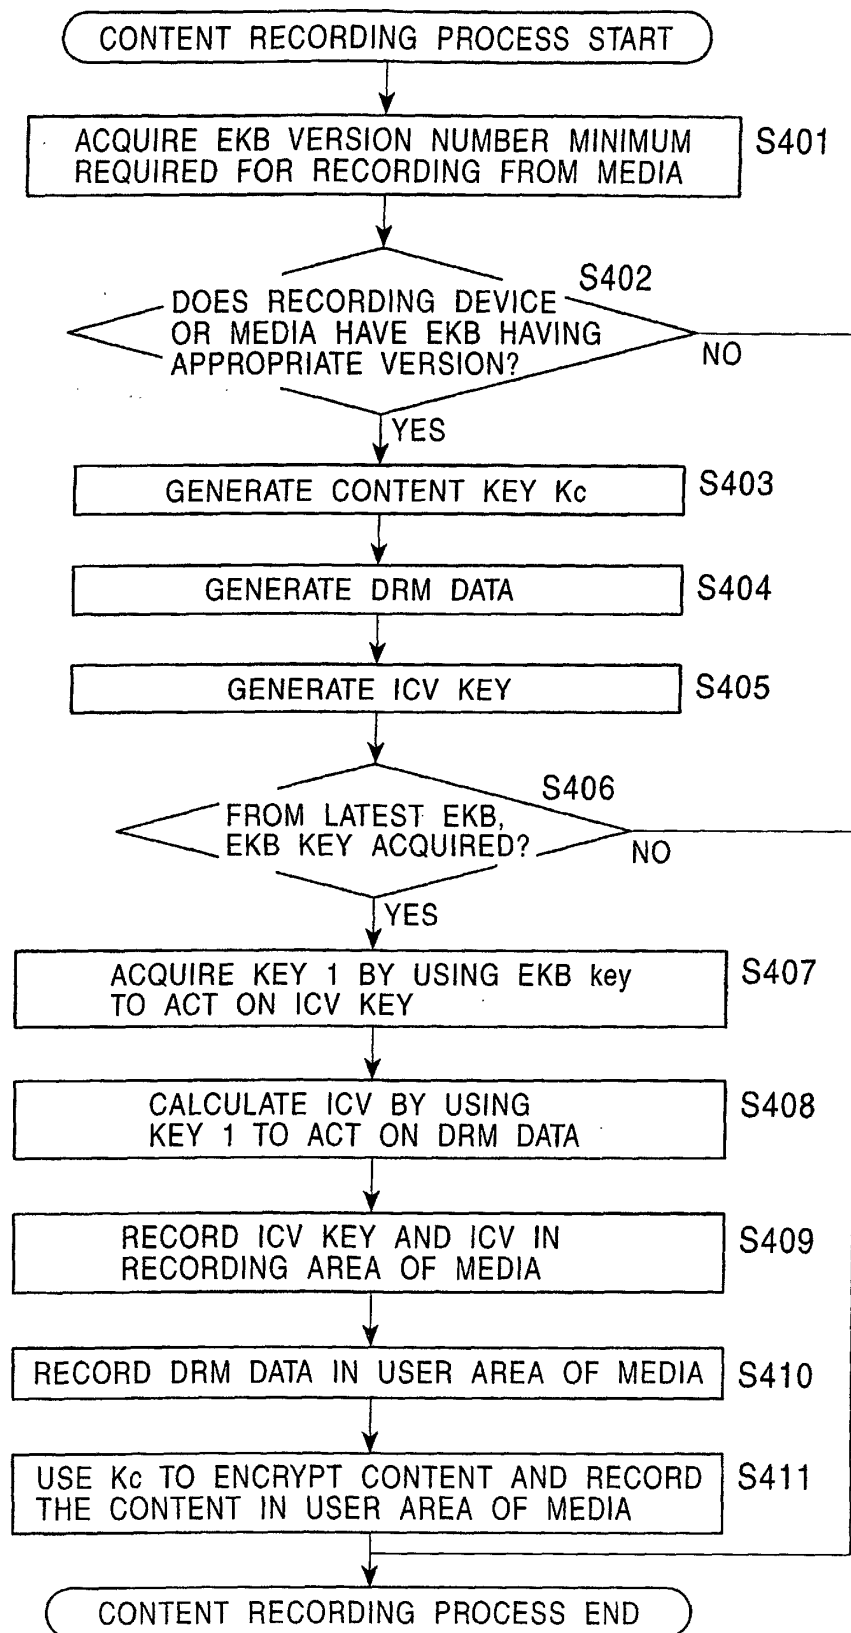 CONTENT RECORDING PROCESS START
ACQUIRE EKB VERSION NUMBER MINIMUM
REQUIRED FOR RECORDING FROM MEDIA
S401
S402
DOES RECORDING DEVICE
OR MEDIA HAVE EKB HAVING
APPROPRIATE VERSION?
NO
YES
GENERATE CONTENT KEY Kc
S403
GENERATE DRM DATA
S404
GENERATE ICV KEY
S405
S406
FROM LATEST EKB,
EKB KEY ACQUIRED?
NO
YES
ACQUIRE KEY 1 BY USING EKB key
TO ACT ON ICV KEY
S407
CALCULATE ICV BY USING
KEY 1 TO ACT ON DRM DATA
S408
RECORD ICV KEY AND ICV IN
RECORDING AREA OF MEDIA
S409
RECORD DRM DATA IN USER AREA OF MEDIA
S410
USE Kc TO ENCRYPT CONTENT AND RECORD
THE CONTENT IN USER AREA OF MEDIA
S411
CONTENT RECORDING PROCESS END